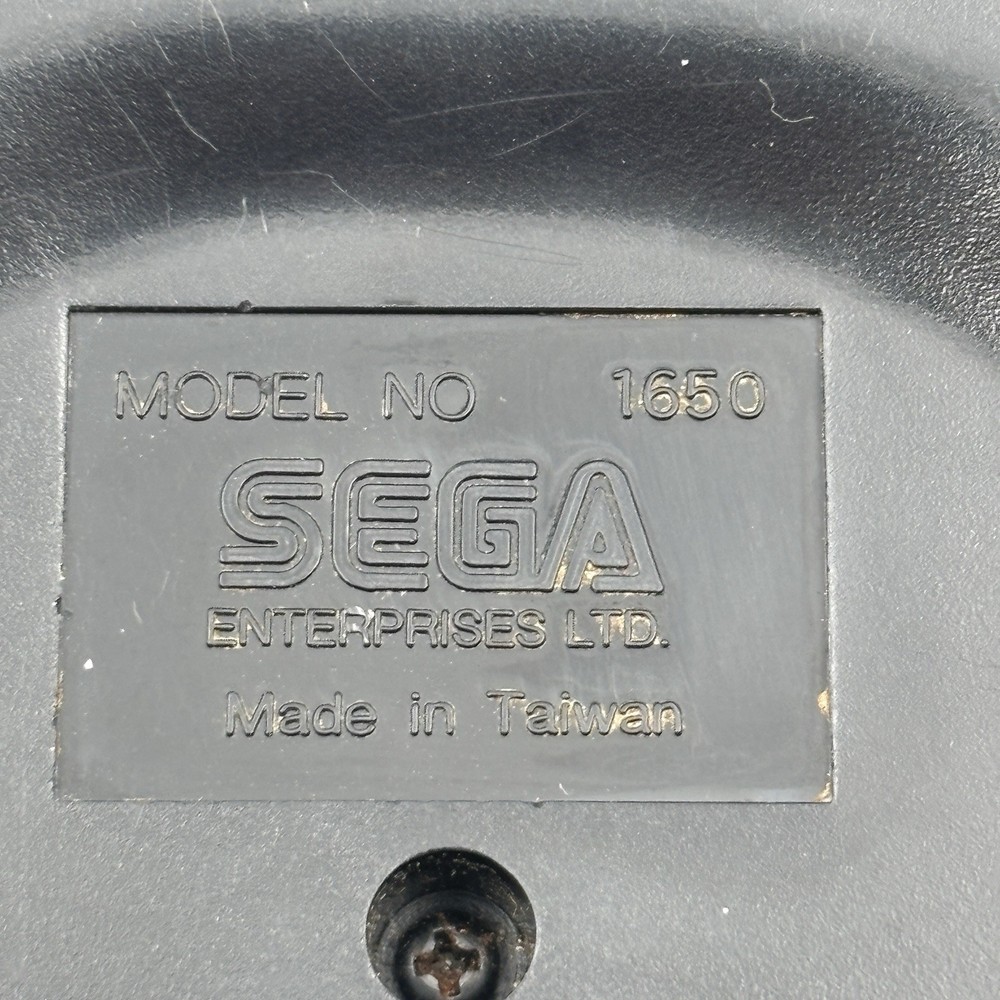 MODEL NO 1650
SEGA
ENTERPRISES LTD.
Made in Taiwan